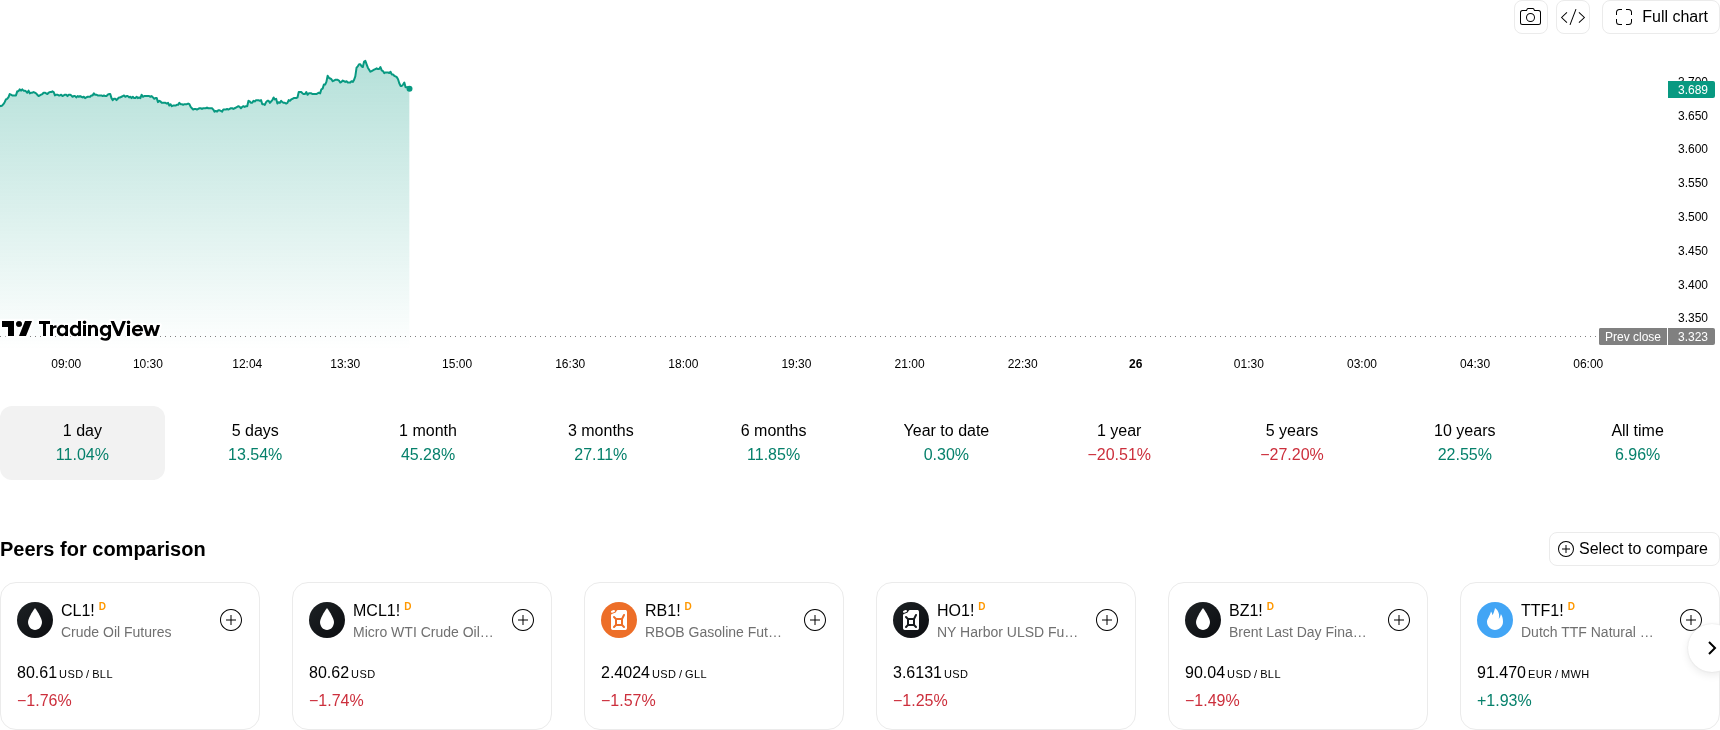 Full chart
3.700
3.689
3.650
3.600
3.550
3.500
3.450
3.400
3.350
TradingView
Prev close 3.323
09:00 10:30 12:04 13:30 15:00 16:30 18:00 19:30 21:00 22:30 26 01:30 03:00 04:30 06:00
1 day 5 days 1 month 3 months 6 months Year to date 1 year 5 years 10 years All time
11.04% 13.54% 45.28% 27.11% 11.85% 0.30% −20.51% −27.20% 22.55% 6.96%
Peers for comparison
Select to compare
CL1! D
Crude Oil Futures
80.61 USD / BLL
−1.76%
MCL1! D
Micro WTI Crude Oil…
80.62 USD
−1.74%
RB1! D
RBOB Gasoline Fut…
2.4024 USD / GLL
−1.57%
HO1! D
NY Harbor ULSD Fu…
3.6131 USD
−1.25%
BZ1! D
Brent Last Day Fina…
90.04 USD / BLL
−1.49%
TTF1! D
Dutch TTF Natural …
91.470 EUR / MWH
+1.93%